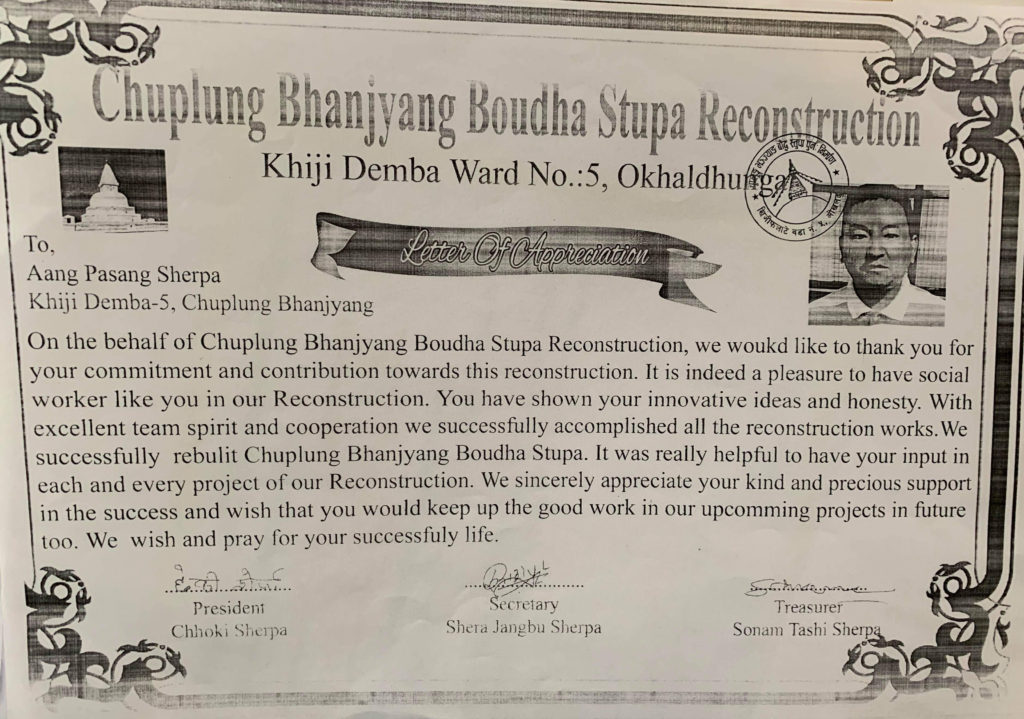 Chuplung Bhanjyang Boudha Stupa Reconstruction
Khiji Demba Ward No.:5, Okhaldhunga
Letter Of Appreciation
To,
Aang Pasang Sherpa
Khiji Demba-5, Chuplung Bhanjyang
On the behalf of Chuplung Bhanjyang Boudha Stupa Reconstruction, we woukd like to thank you for
your commitment and contribution towards this reconstruction. It is indeed a pleasure to have social
worker like you in our Reconstruction. You have shown your innovative ideas and honesty. With
excellent team spirit and cooperation we successfully accomplished all the reconstruction works. We
successfully rebulit Chuplung Bhanjyang Boudha Stupa. It was really helpful to have your input in
each and every project of our Reconstruction. We sincerely appreciate your kind and precious support
in the success and wish that you would keep up the good work in our upcomming projects in future
too. We wish and pray for your successfuly life.
President
Chhoki Sherpa
Secretary
Shera Jangbu Sherpa
Treasurer
Sonam Tashi Sherpa